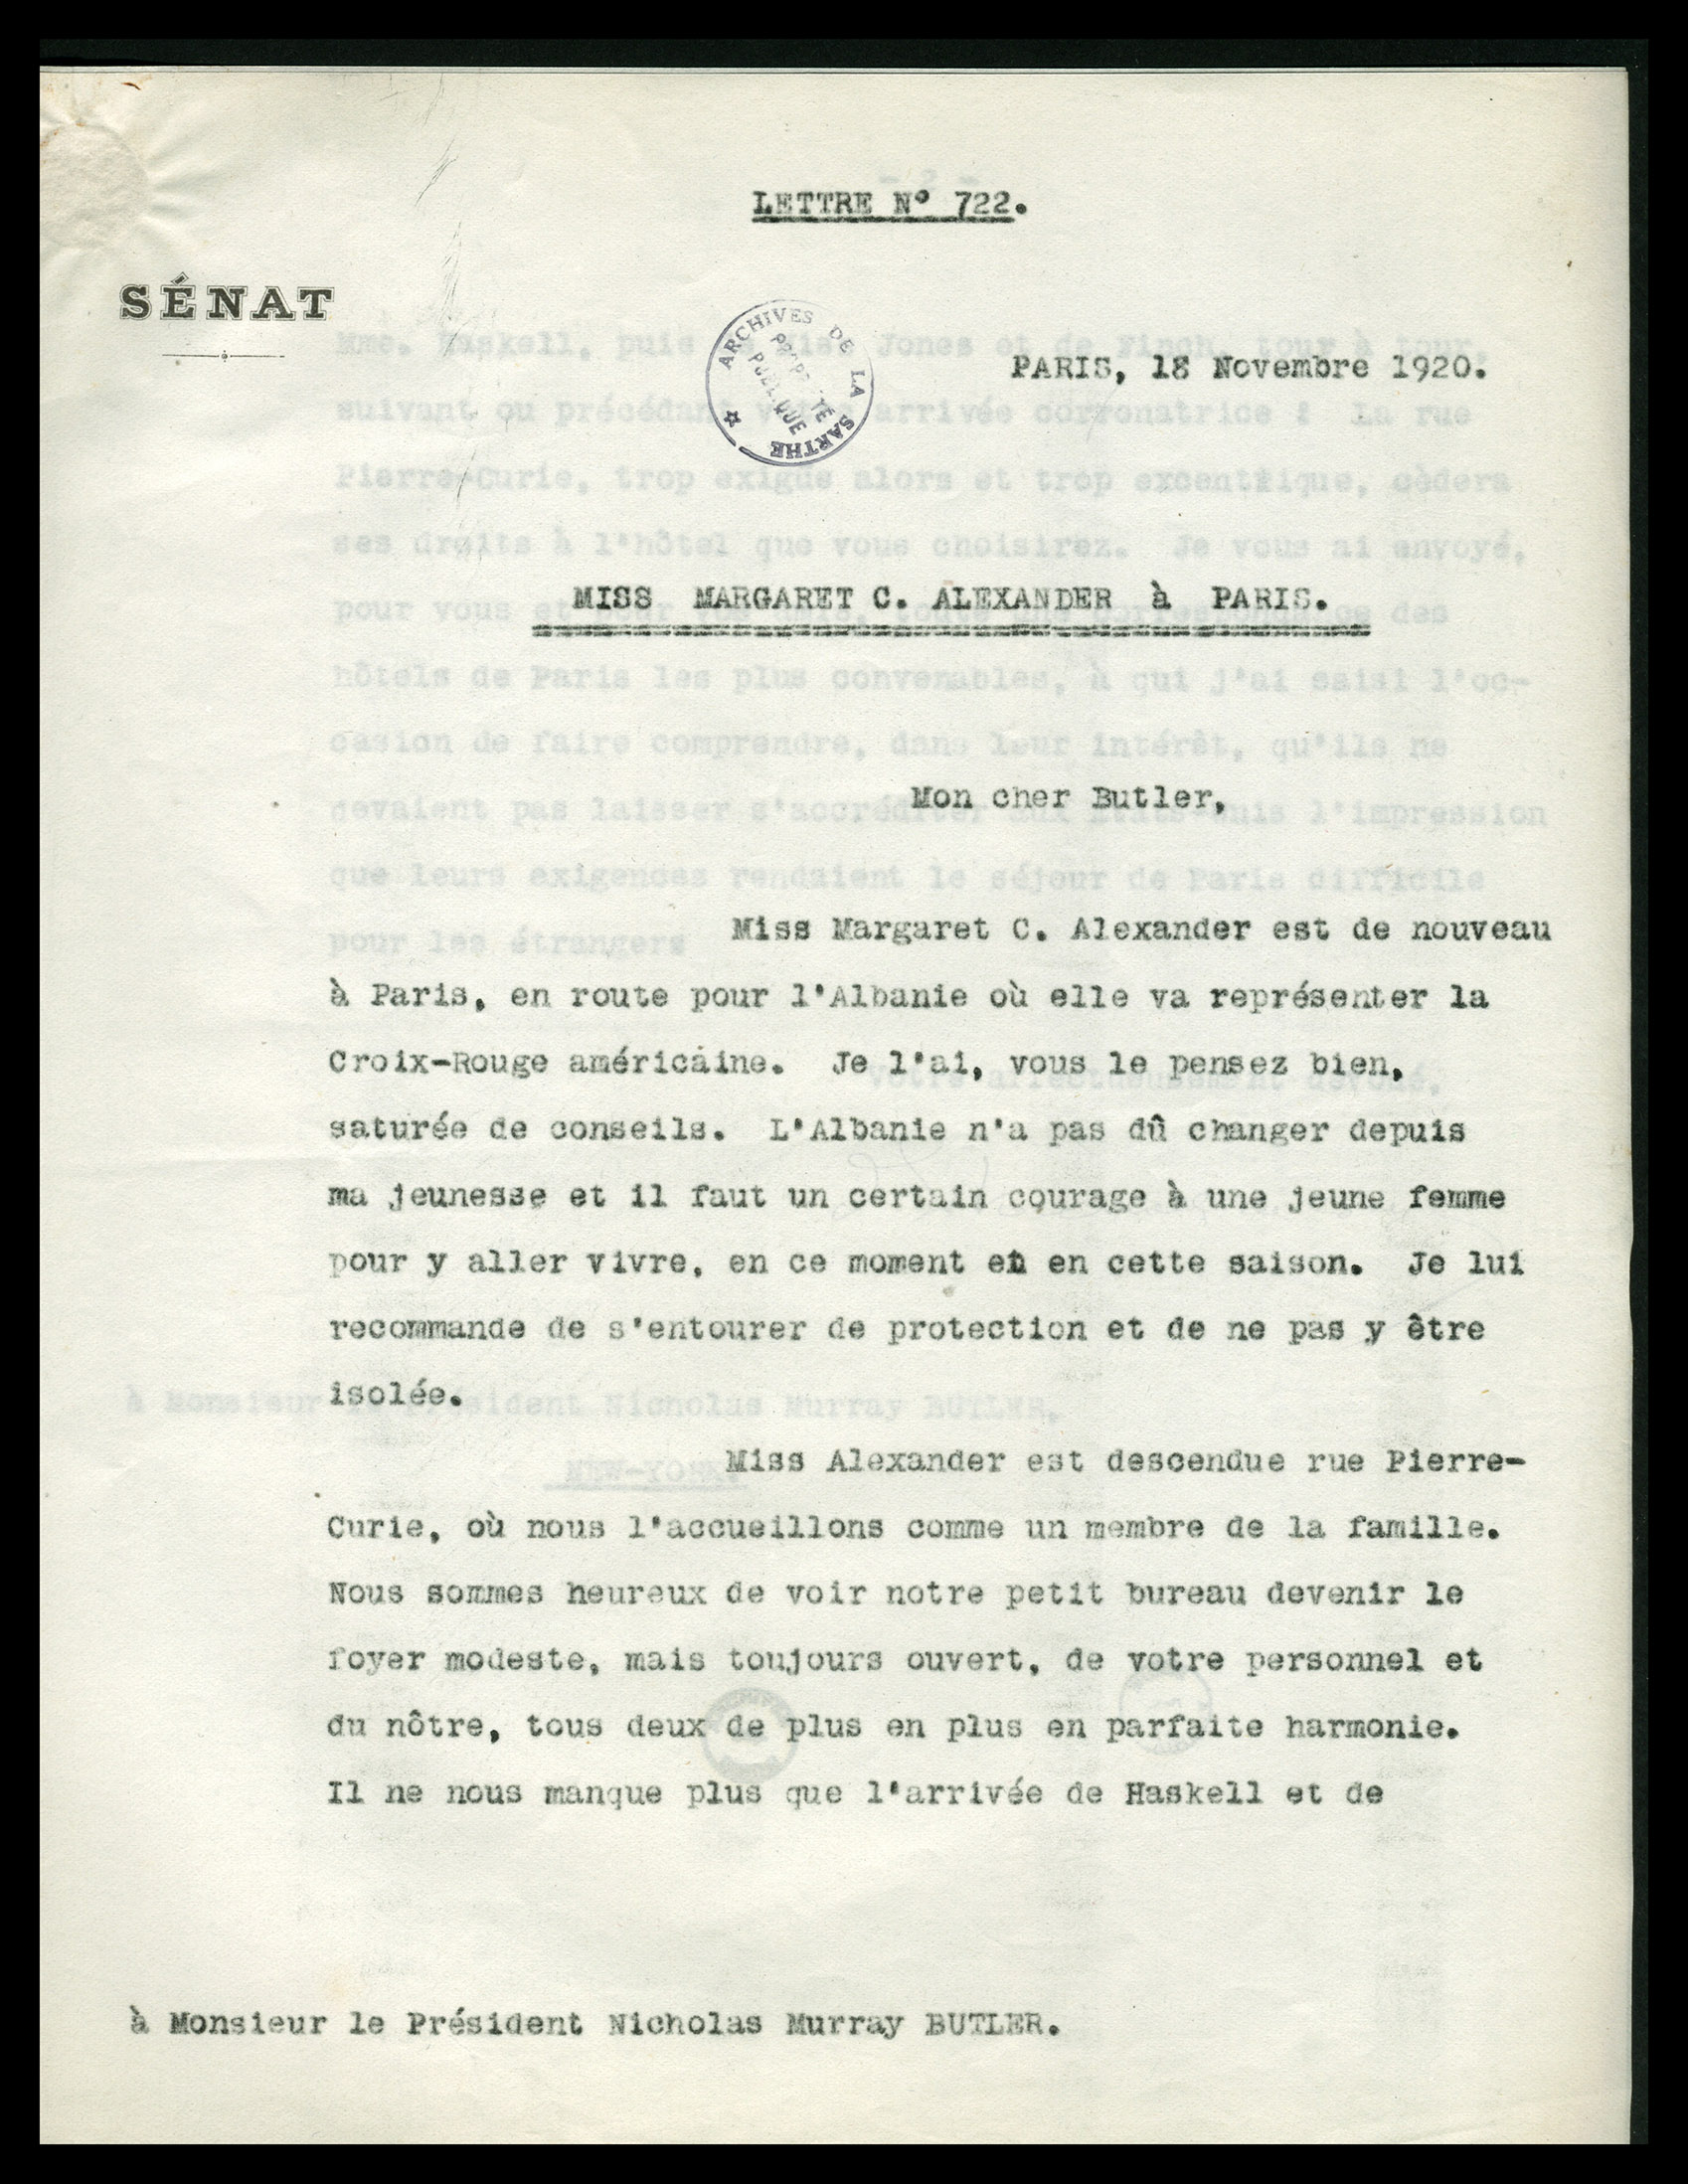 LETTRE N° 722.
SÉNAT
ARCHIVES DE LA SARTHE
PROPRIÉTÉ
PUBLIQUE
PARIS, 18 Novembre 1920.
MISS MARGARET C. ALEXANDER à PARIS.
Mon cher Butler,
Miss Margaret C. Alexander est de nouveau
à Paris, en route pour l'Albanie où elle va représenter la
Croix-Rouge américaine. Je l'ai, vous le pensez bien,
saturée de conseils. L'Albanie n'a pas dû changer depuis
ma jeunesse et il faut un certain courage à une jeune femme
pour y aller vivre, en ce moment et en cette saison. Je lui
recommande de s'entourer de protection et de ne pas y être
isolée.
Miss Alexander est descendue rue Pierre-
Curie, où nous l'accueillons comme un membre de la famille.
Nous sommes heureux de voir notre petit bureau devenir le
foyer modeste, mais toujours ouvert, de votre personnel et
du nôtre, tous deux de plus en plus en parfaite harmonie.
Il ne nous manque plus que l'arrivée de Haskell et de
à Monsieur le Président Nicholas Murray BUTLER.